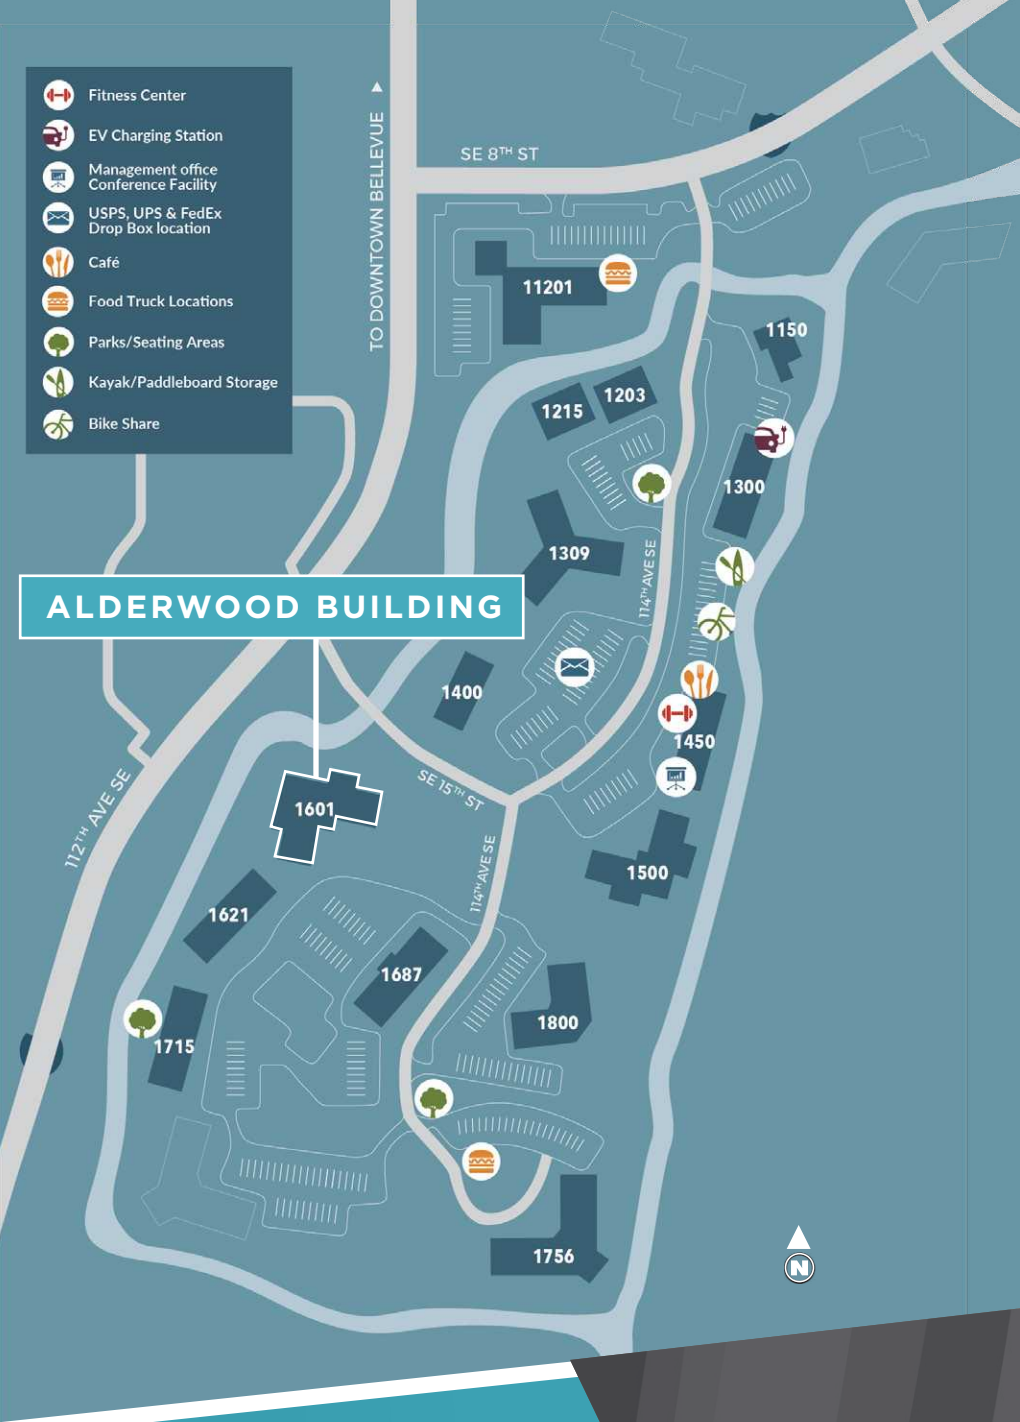 Fitness Center
EV Charging Station
Management office
Conference Facility
USPS, UPS & FedEx
Drop Box location
Café
Food Truck Locations
Parks/Seating Areas
Kayak/Paddleboard Storage
Bike Share
TO DOWNTOWN BELLEVUE
SE 8TH ST
11201
1150
1203
1215
1300
1309
114TH AVE SE
ALDERWOOD BUILDING
1400
1450
SE 15TH ST
112TH AVE SE
1601
114TH AVE SE
1500
1621
1687
1800
1715
1756
N